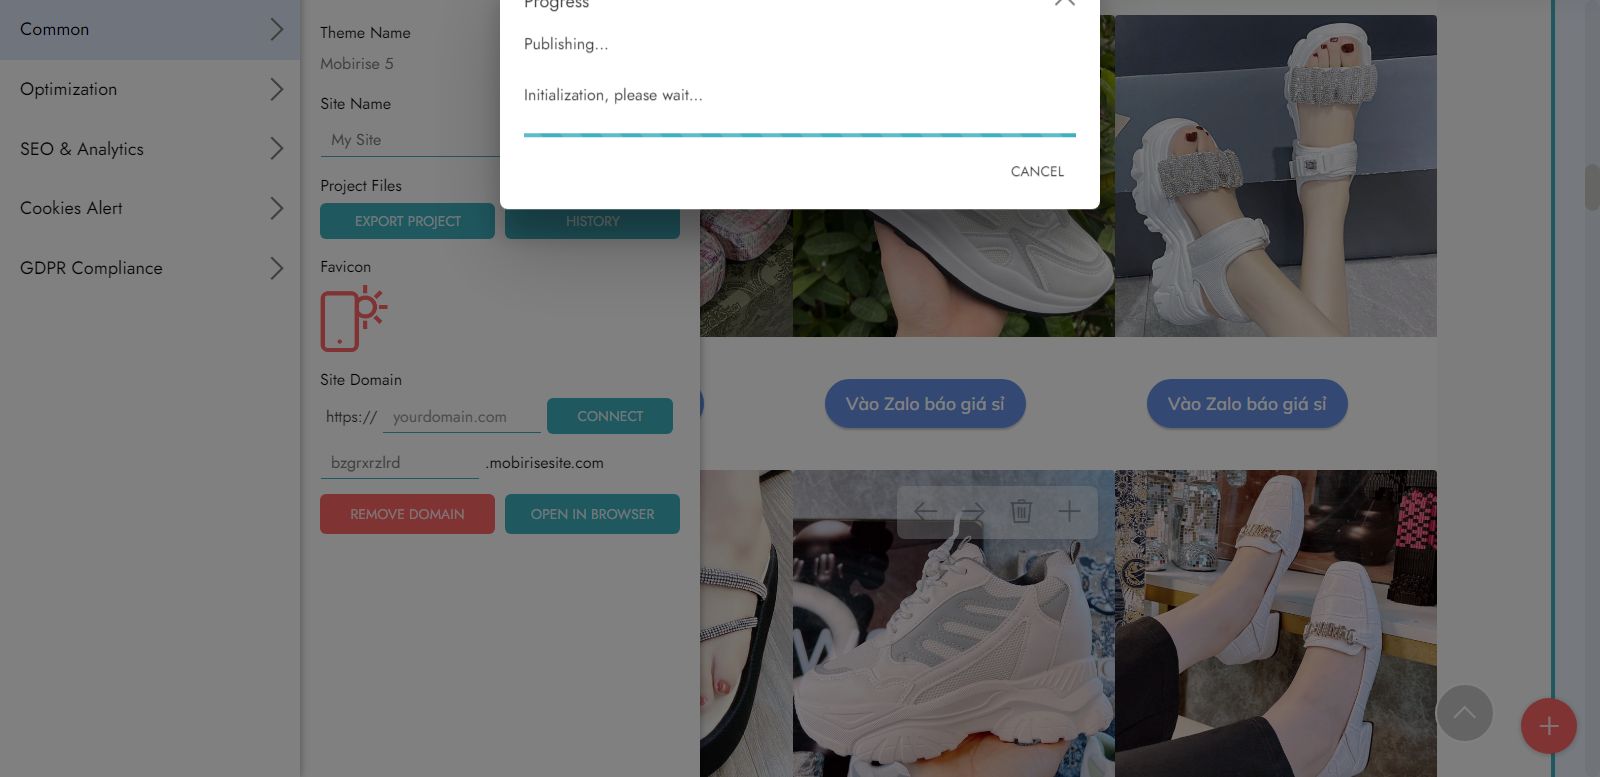 Common
Optimization
SEO & Analytics
Cookies Alert
GDPR Compliance
Theme Name
Mobirise 5
Site Name
My Site
Project Files
EXPORT PROJECT
HISTORY
Favicon
Site Domain
https://
yourdomain.com
CONNECT
bzgrxrzlrd
.mobirisesite.com
REMOVE DOMAIN
OPEN IN BROWSER
Progress
Publishing...
Initialization, please wait...
CANCEL
Vào Zalo báo giá sỉ
Vào Zalo báo giá sỉ